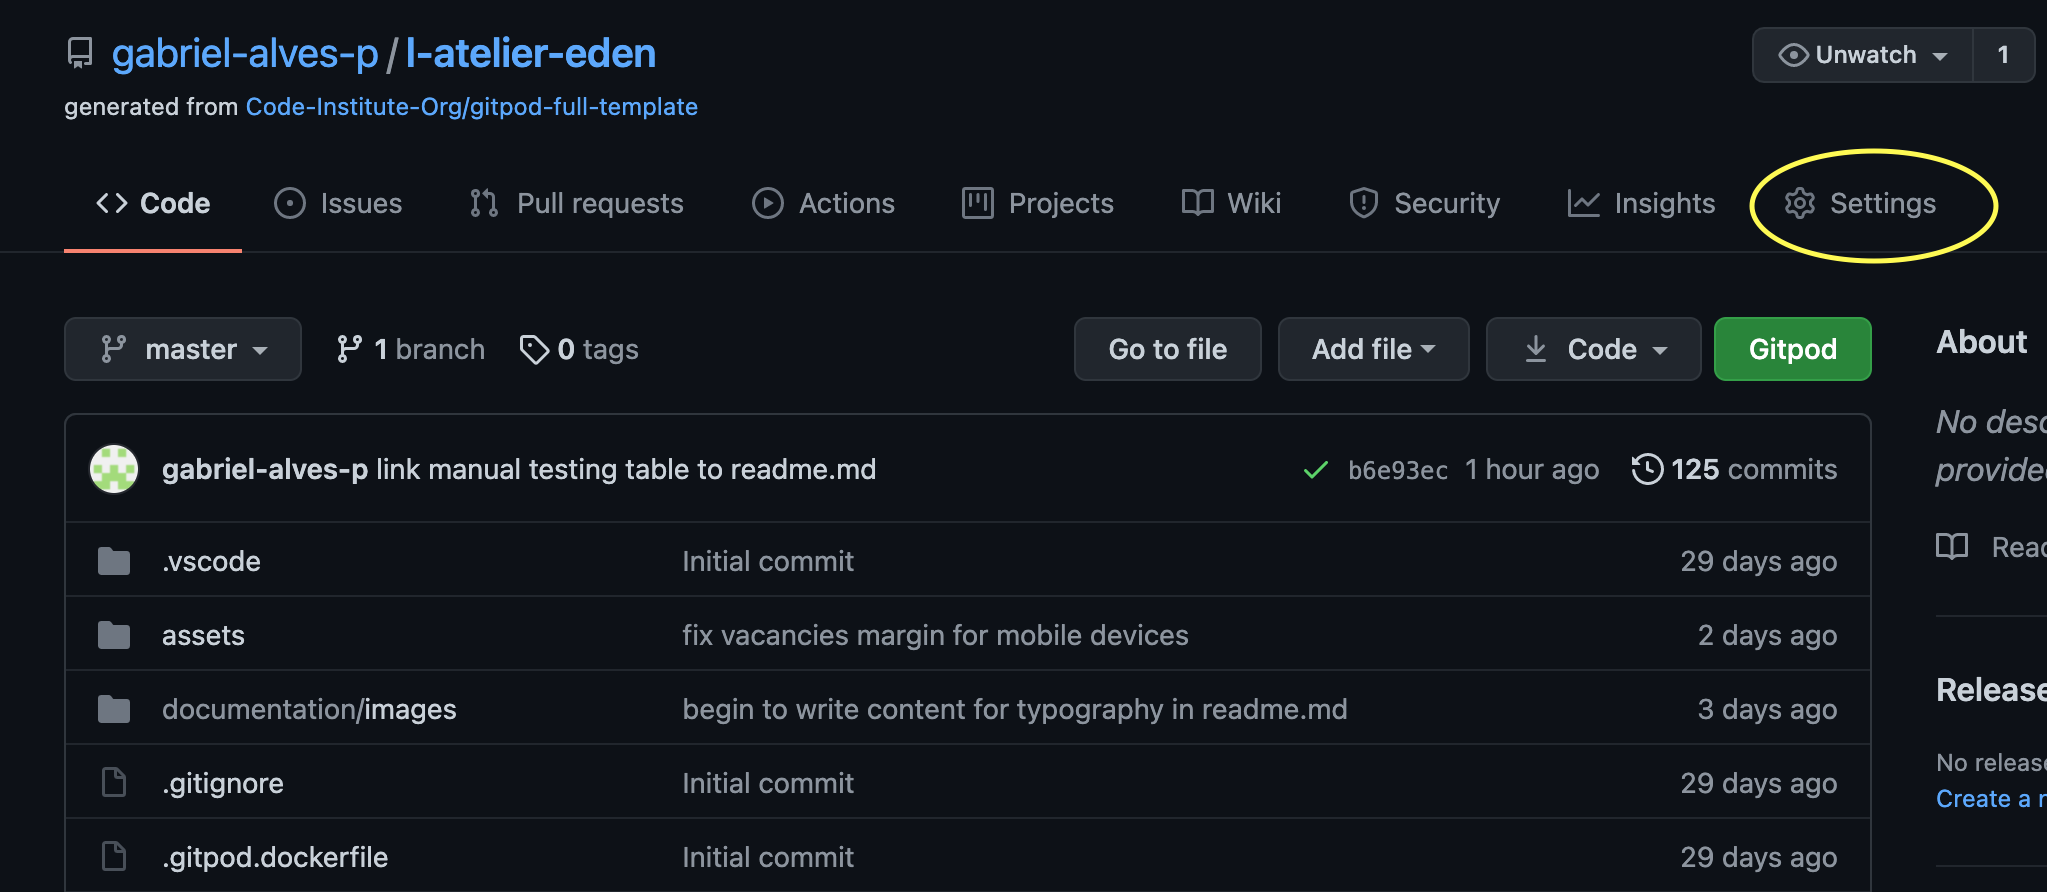 gabriel-alves-p / l-atelier-eden
Unwatch 1
generated from Code-Institute-Org/gitpod-full-template
Code Issues Pull requests Actions Projects Wiki Security Insights Settings
master 1 branch 0 tags Go to file Add file Code Gitpod
About
No desc
provided
gabriel-alves-p link manual testing table to readme.md b6e93ec 1 hour ago 125 commits
.vscode Initial commit 29 days ago
Read
assets fix vacancies margin for mobile devices 2 days ago
documentation/images begin to write content for typography in readme.md 3 days ago
Release
.gitignore Initial commit 29 days ago
No release
Create a n
.gitpod.dockerfile Initial commit 29 days ago